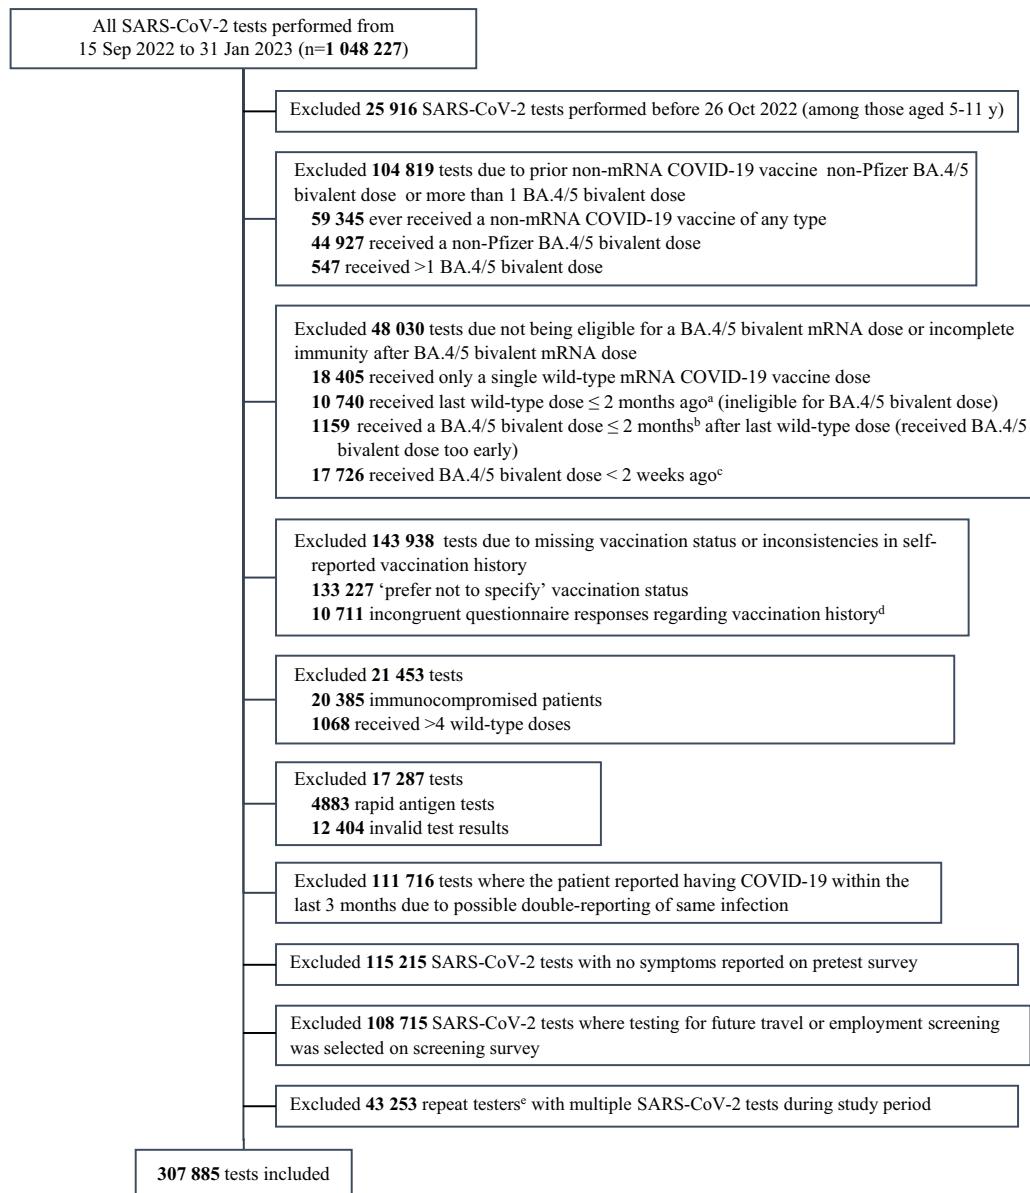 All SARS-CoV-2 tests performed from
15 Sep 2022 to 31 Jan 2023 (n=1 048 227)
Excluded 25 916 SARS-CoV-2 tests performed before 26 Oct 2022 (among those aged 5-11 y)
Excluded 104 819 tests due to prior non-mRNA COVID-19 vaccine non-Pfizer BA.4/5
bivalent dose or more than 1 BA.4/5 bivalent dose
59 345 ever received a non-mRNA COVID-19 vaccine of any type
44 927 received a non-Pfizer BA.4/5 bivalent dose
547 received >1 BA.4/5 bivalent dose
Excluded 48 030 tests due not being eligible for a BA.4/5 bivalent mRNA dose or incomplete
immunity after BA.4/5 bivalent mRNA dose
18 405 received only a single wild-type mRNA COVID-19 vaccine dose
10 740 received last wild-type dose ≤ 2 months agoᵃ (ineligible for BA.4/5 bivalent dose)
1159 received a BA.4/5 bivalent dose ≤ 2 monthsᵇ after last wild-type dose (received BA.4/5
bivalent dose too early)
17 726 received BA.4/5 bivalent dose < 2 weeks agoᶜ
Excluded 143 938 tests due to missing vaccination status or inconsistencies in self-
reported vaccination history
133 227 ‘prefer not to specify’ vaccination status
10 711 incongruent questionnaire responses regarding vaccination historyᵈ
Excluded 21 453 tests
20 385 immunocompromised patients
1068 received >4 wild-type doses
Excluded 17 287 tests
4883 rapid antigen tests
12 404 invalid test results
Excluded 111 716 tests where the patient reported having COVID-19 within the
last 3 months due to possible double-reporting of same infection
Excluded 115 215 SARS-CoV-2 tests with no symptoms reported on pretest survey
Excluded 108 715 SARS-CoV-2 tests where testing for future travel or employment screening
was selected on screening survey
Excluded 43 253 repeat testersᵉ with multiple SARS-CoV-2 tests during study period
307 885 tests included